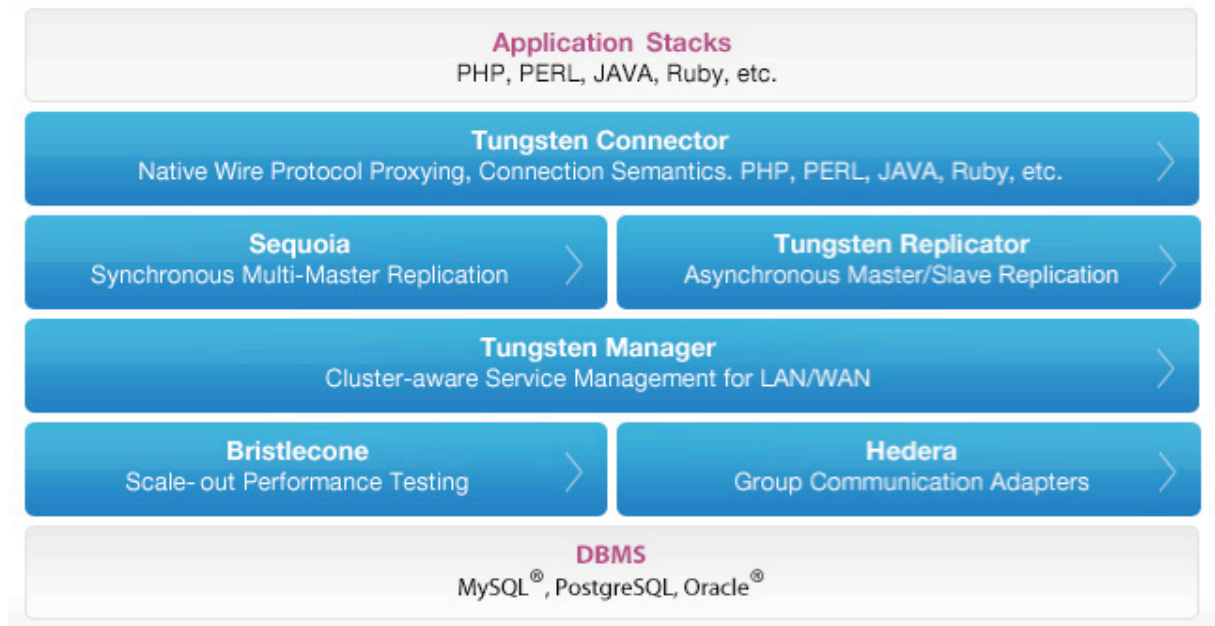 Application Stacks
PHP, PERL, JAVA, Ruby, etc.
Tungsten Connector
Native Wire Protocol Proxying, Connection Semantics. PHP, PERL, JAVA, Ruby, etc.
Sequoia
Synchronous Multi-Master Replication
Tungsten Replicator
Asynchronous Master/Slave Replication
Tungsten Manager
Cluster-aware Service Management for LAN/WAN
Bristlecone
Scale- out Performance Testing
Hedera
Group Communication Adapters
DBMS
MySQL®, PostgreSQL, Oracle®